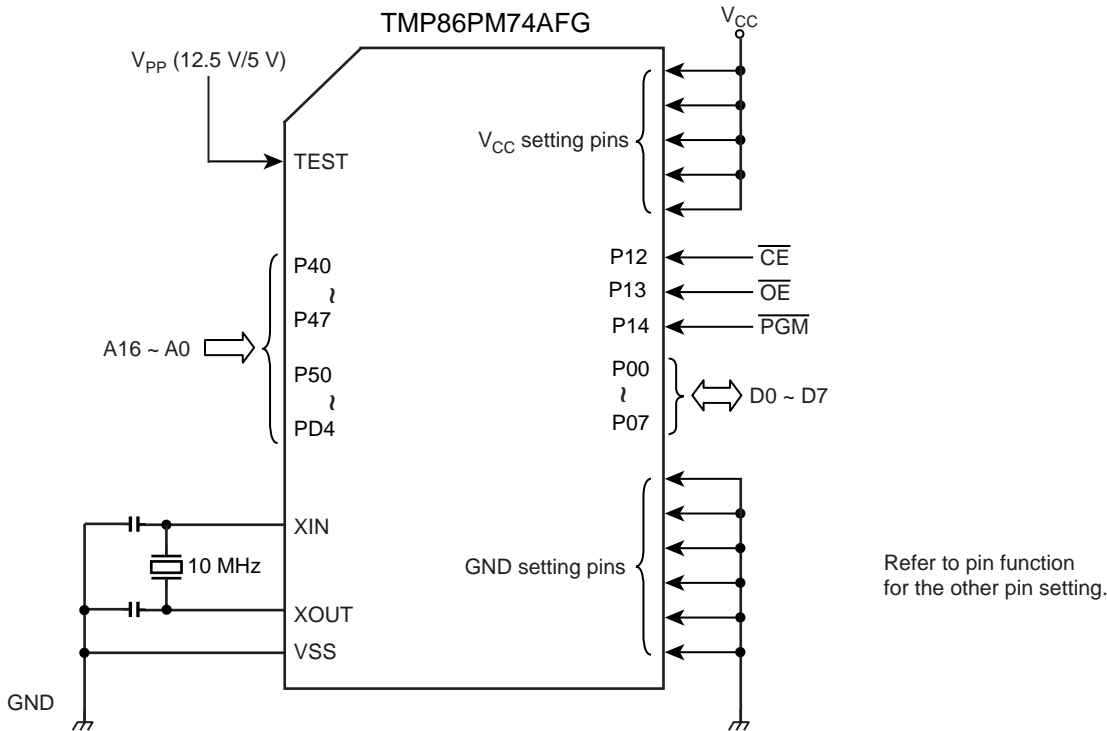 TMP86PM74AFG
VCC
VPP (12.5 V/5 V)
VCC setting pins
TEST
P40
~
P47
P50
~
PD4
A16 ~ A0
P12
CE
P13
OE
P14
PGM
P00
~
P07
D0 ~ D7
XIN
10 MHz
XOUT
VSS
GND
GND setting pins
Refer to pin function
for the other pin setting.